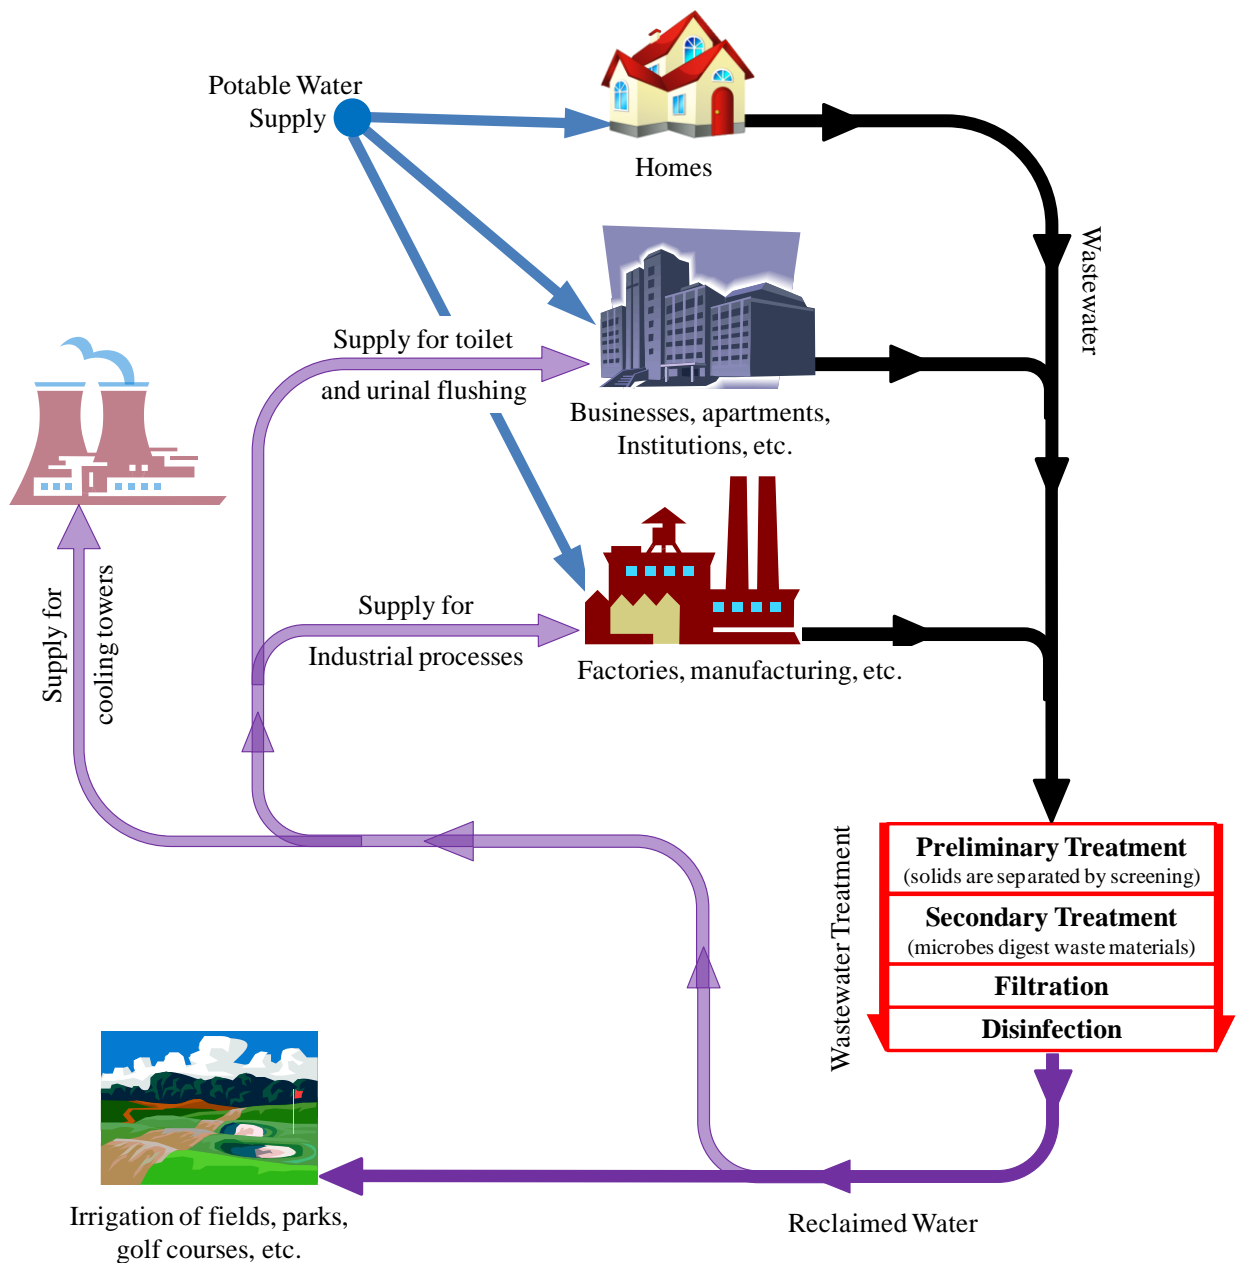 Potable Water
Supply
Homes
Wastewater
Supply for toilet
and urinal flushing
Businesses, apartments,
Institutions, etc.
Supply for
cooling towers
Supply for
Industrial processes
Factories, manufacturing, etc.
Wastewater Treatment
Preliminary Treatment
(solids are separated by screening)
Secondary Treatment
(microbes digest waste materials)
Filtration
Disinfection
Irrigation of fields, parks,
golf courses, etc.
Reclaimed Water